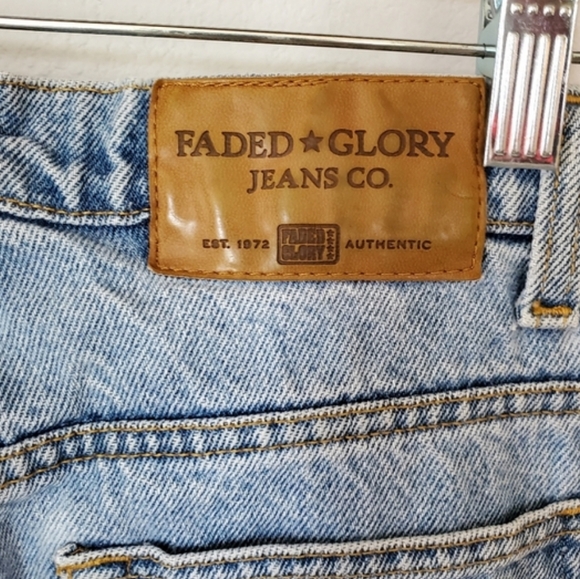 FADED★GLORY
JEANS CO.
EST. 1972 FADED GLORY AUTHENTIC